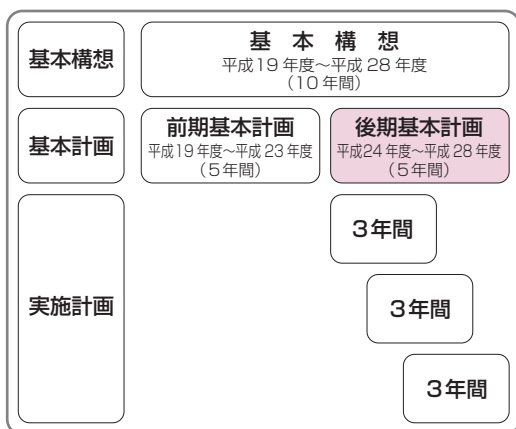 基本構想
基本構想
平成19年度～平成28年度
（10年間）
基本計画
前期基本計画
平成19年度～平成23年度
（5年間）
後期基本計画
平成24年度～平成28年度
（5年間）
実施計画
3年間
3年間
3年間